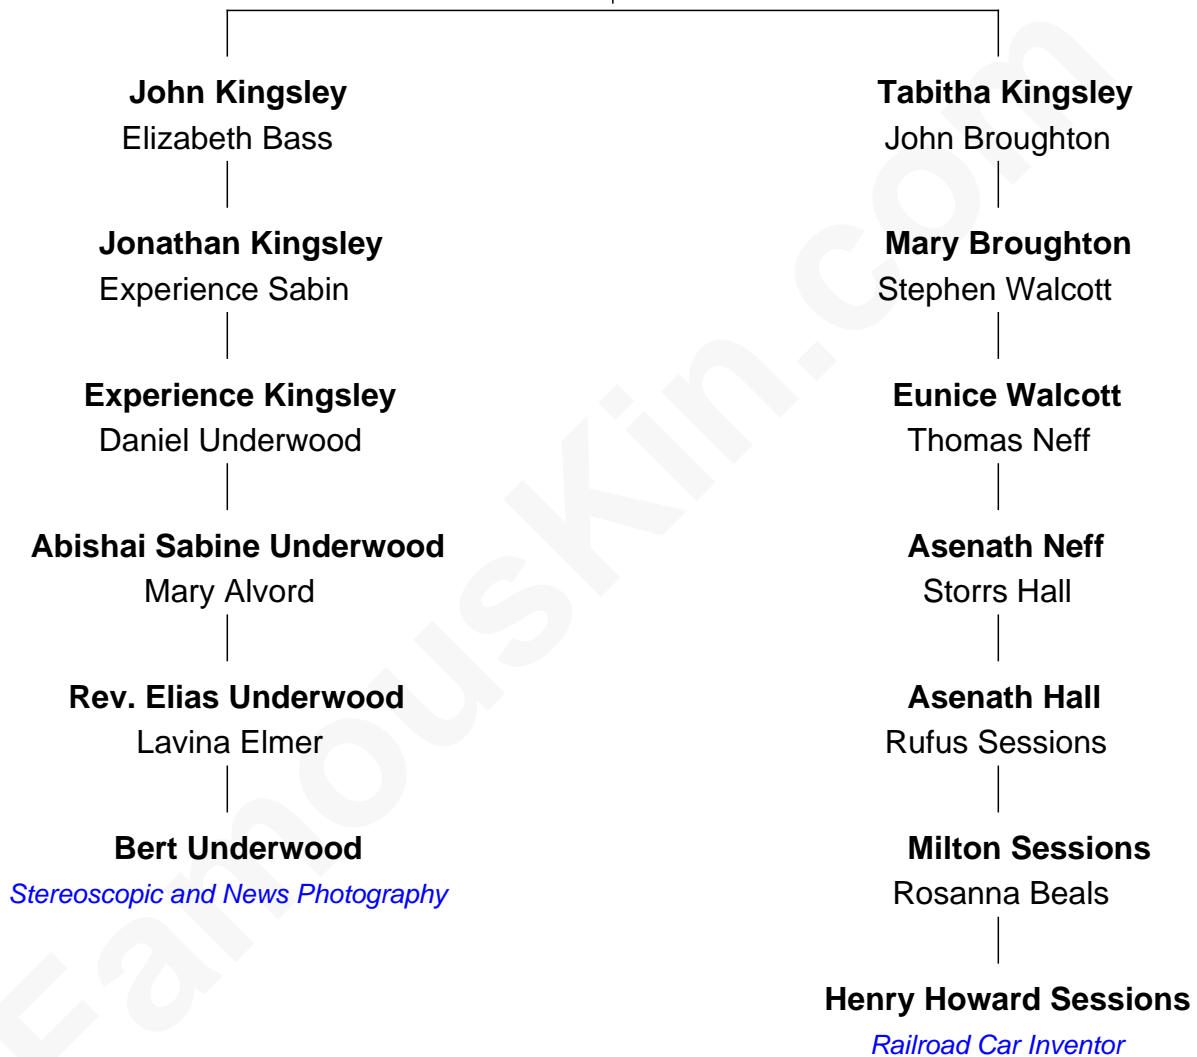 John Kingsley
Elizabeth Bass
Jonathan Kingsley
Experience Sabin
Experience Kingsley
Daniel Underwood
Abishai Sabine Underwood
Mary Alvord
Rev. Elias Underwood
Lavina Elmer
Bert Underwood
Stereoscopic and News Photography
Tabitha Kingsley
John Broughton
Mary Broughton
Stephen Walcott
Eunice Walcott
Thomas Neff
Asenath Neff
Storrs Hall
Asenath Hall
Rufus Sessions
Milton Sessions
Rosanna Beals
Henry Howard Sessions
Railroad Car Inventor
FamousKin.com